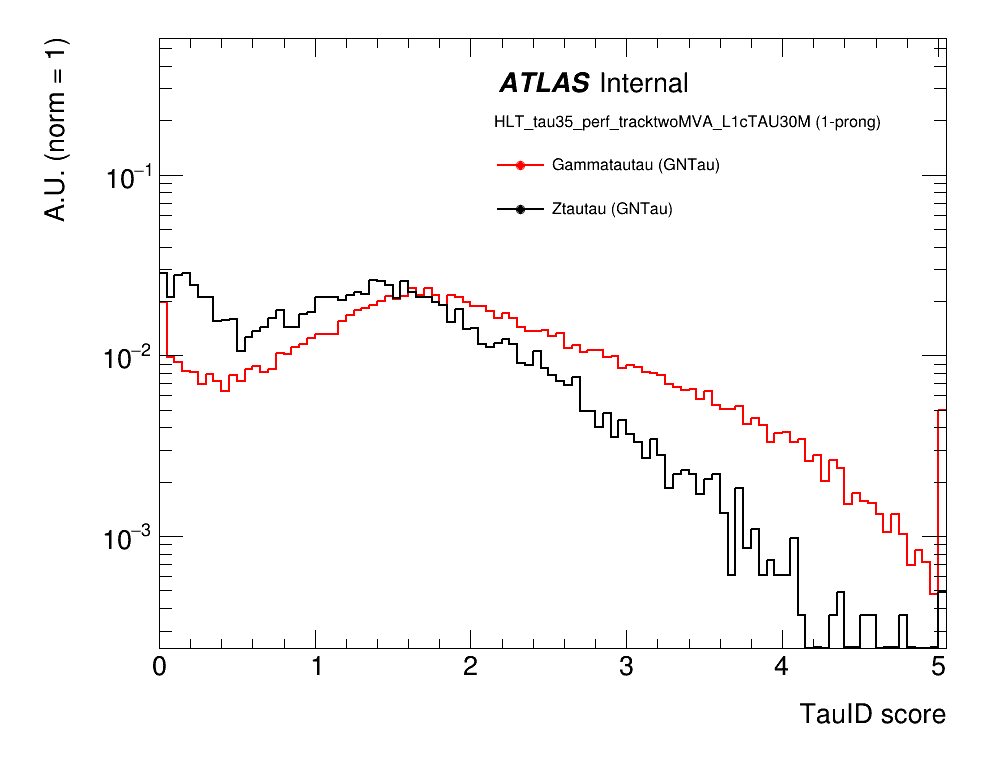 A.U. (norm = 1)
ATLAS Internal
HLT_tau35_perf_tracktwoMVA_L1cTAU30M (1-prong)
Gammatautau (GNTau)
Ztautau (GNTau)
10⁻¹
10⁻²
10⁻³
0 1 2 3 4 5
TauID score